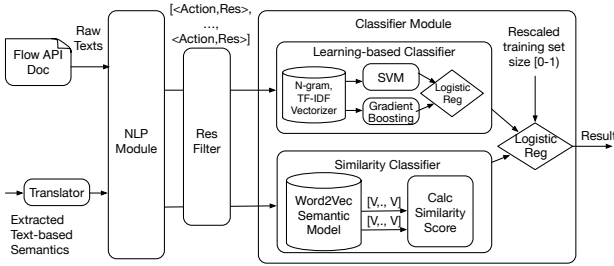 Raw
Texts
Flow API
Doc
Translator
Extracted
Text-based
Semantics
NLP
Module
[<Action,Res>,
...,
<Action,Res>]
Res
Filter
Classifier Module
Learning-based Classifier
N-gram,
TF-IDF
Vectorizer
SVM
Gradient
Boosting
Logistic
Reg
Similarity Classifier
Word2Vec
Semantic
Model
[V,., V]
[V,., V]
Calc
Similarity
Score
Rescaled
training set
size [0-1)
Logistic
Reg
Result